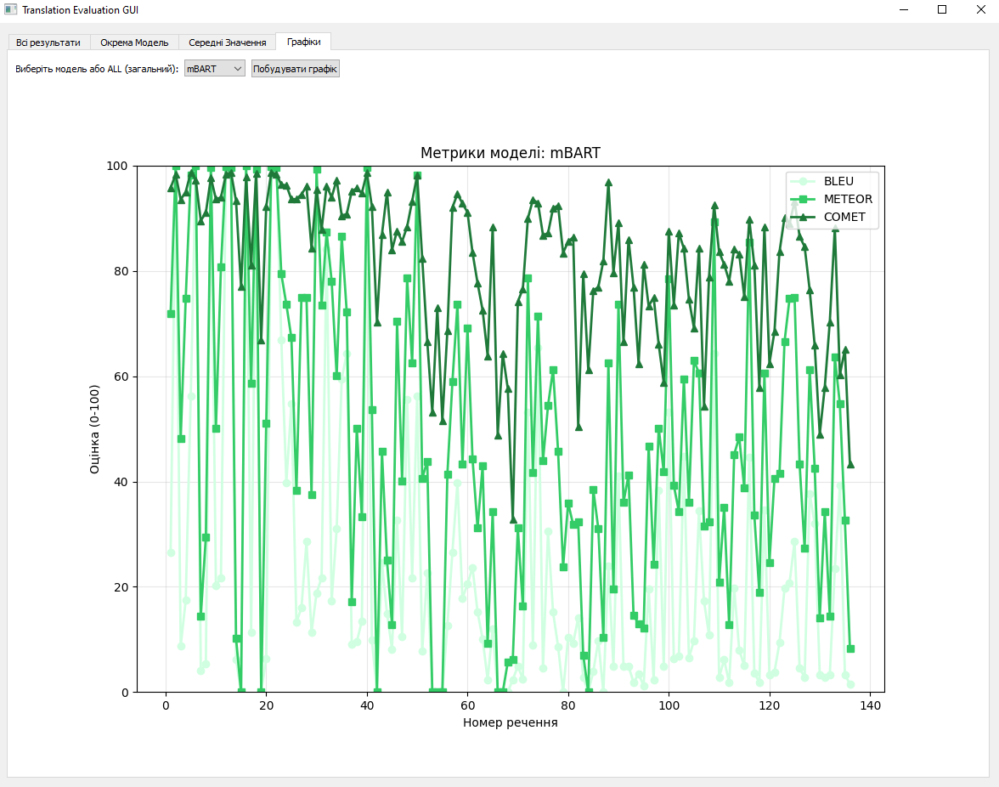 Translation Evaluation GUI
Всі результати Окрема Модель Середні Значення Графіки
Виберіть модель або ALL (загальний): mBART Побудувати графік
Метрики моделі: mBART
100
80
60
40
20
0
Оцінка (0-100)
BLEU
METEOR
COMET
0 20 40 60 80 100 120 140
Номер речення